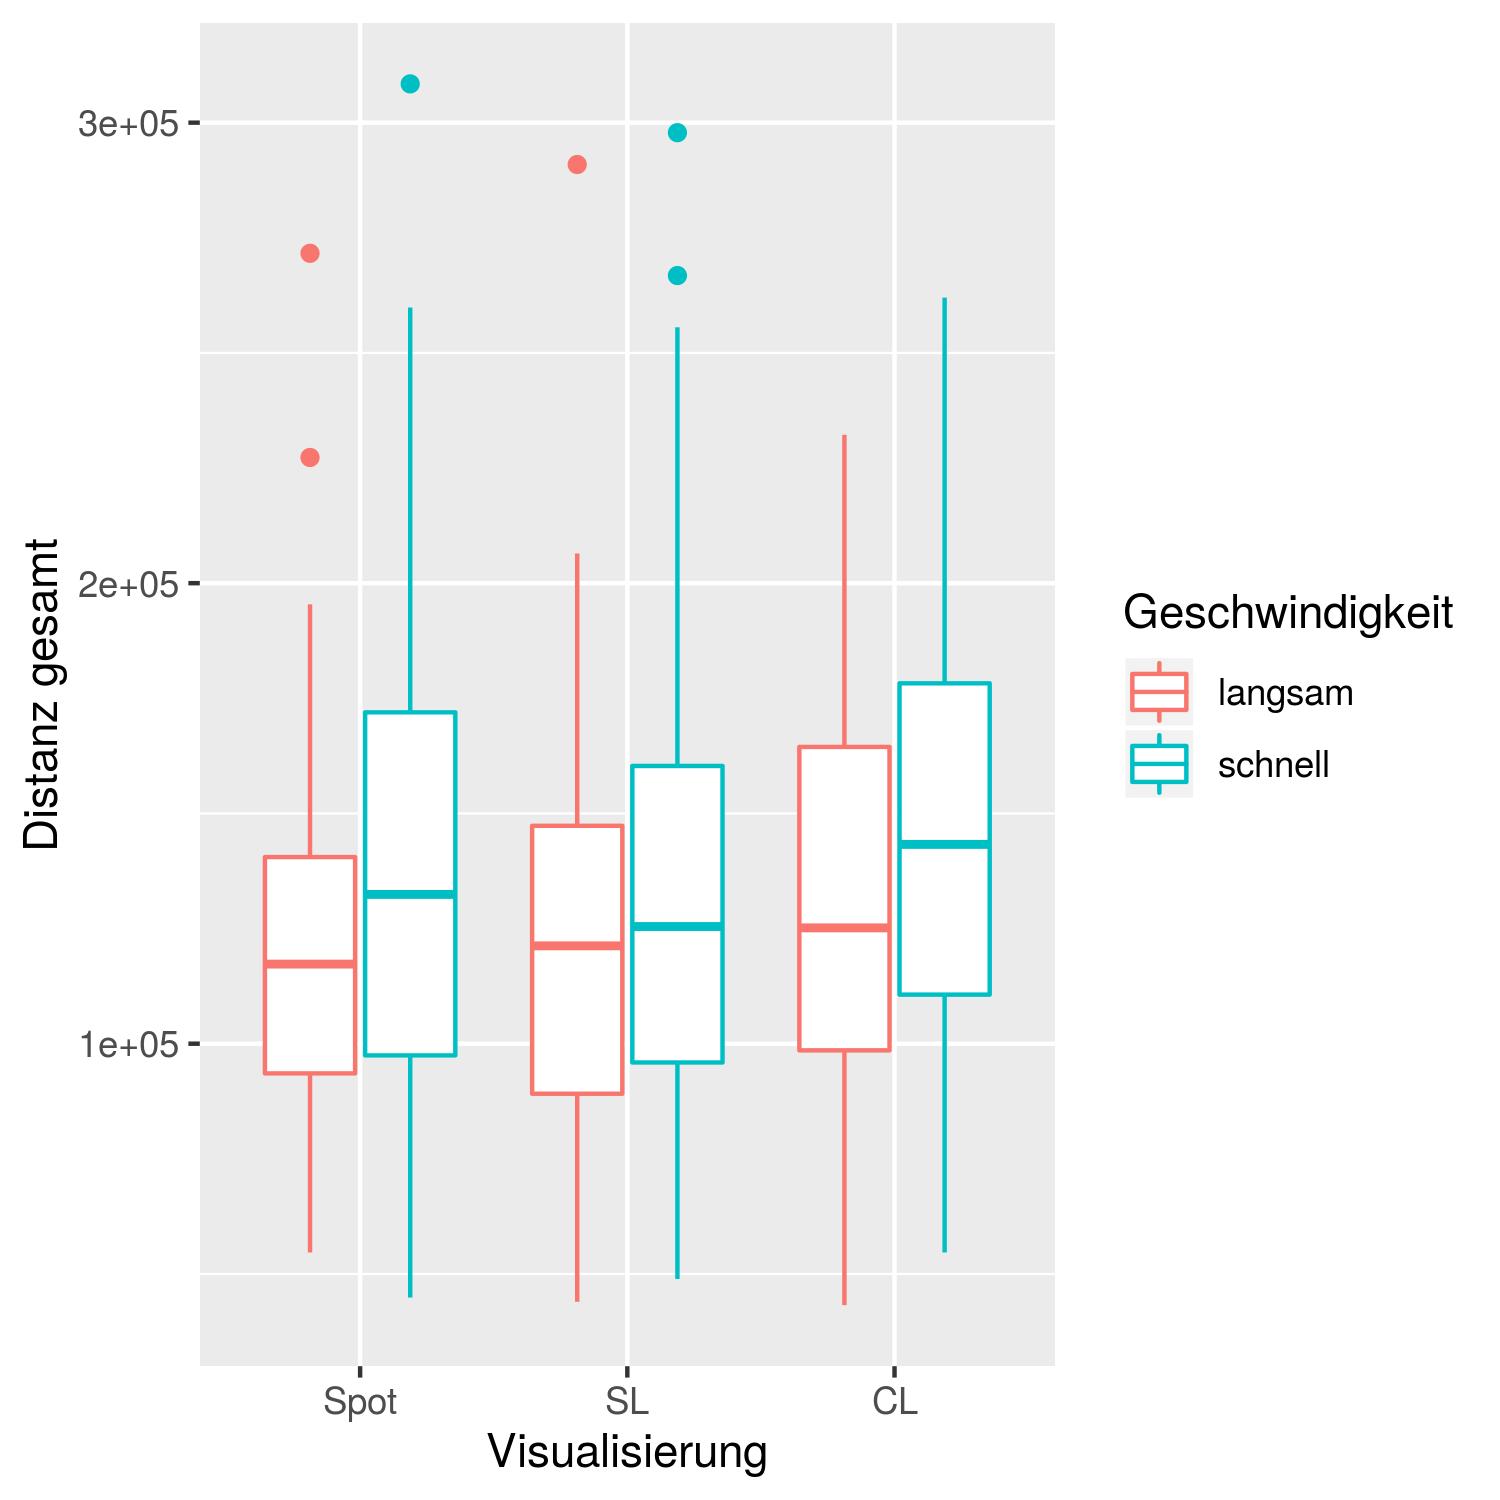 3e+05
2e+05
1e+05
Distanz gesamt
Spot SL CL
Visualisierung
Geschwindigkeit
langsam
schnell